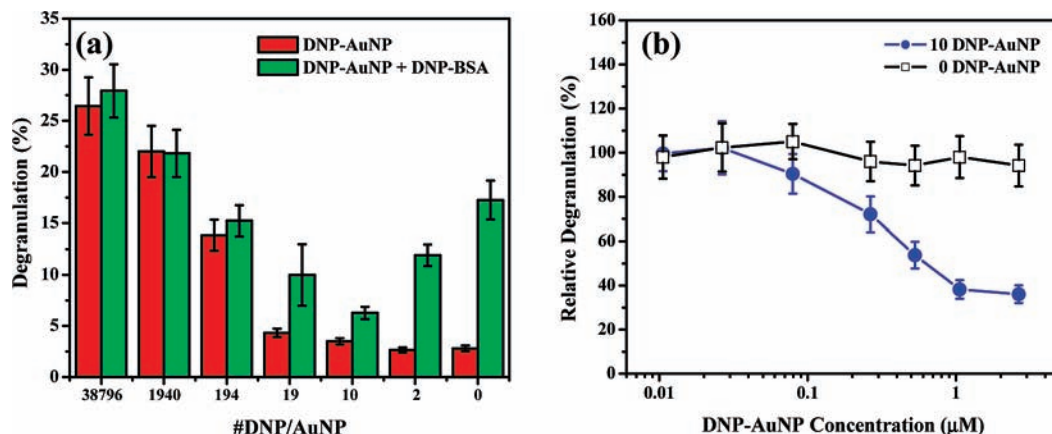 (a)
DNP-AuNP
DNP-AuNP + DNP-BSA
Degranulation (%)
35
30
25
20
15
10
5
0
38796 1940 194 19 10 2 0
#DNP/AuNP
(b)
10 DNP-AuNP
0 DNP-AuNP
Relative Degranulation (%)
160
140
120
100
80
60
40
20
0
0.01 0.1 1
DNP-AuNP Concentration (μM)